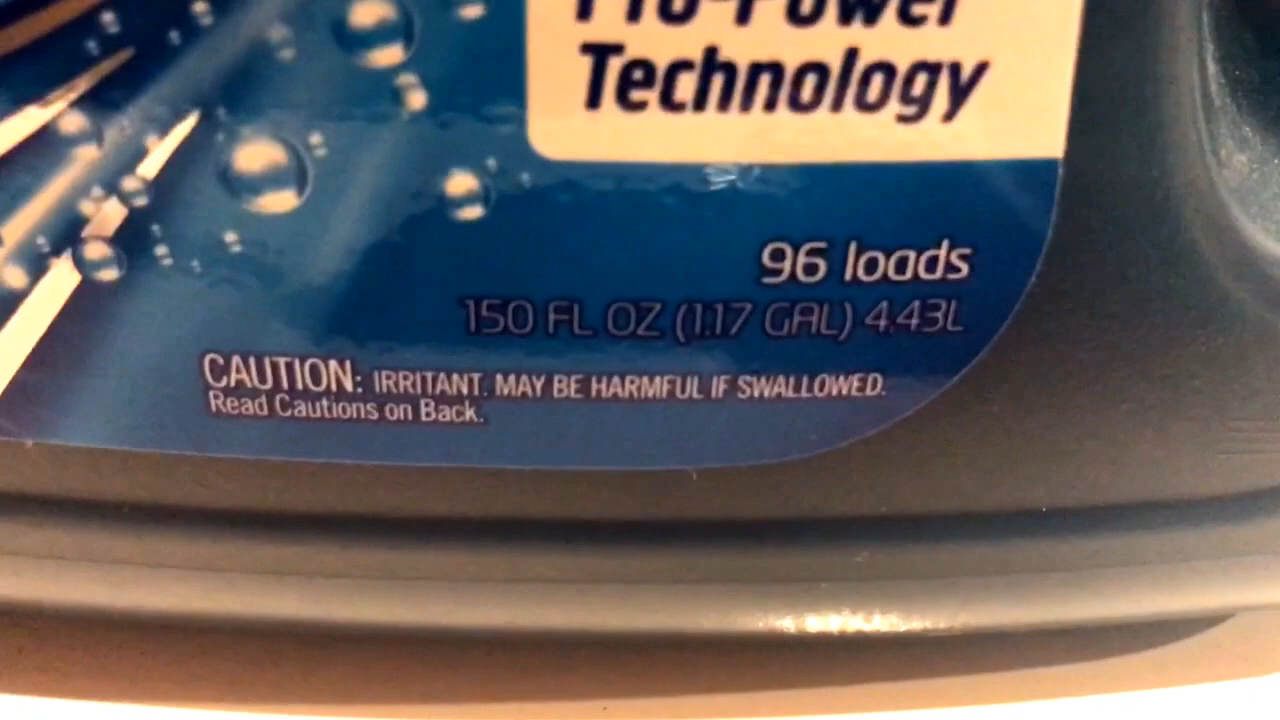 Pro-Power
Technology
96 loads
150 FL OZ (1.17 GAL) 4.43L
CAUTION: IRRITANT. MAY BE HARMFUL IF SWALLOWED.
Read Cautions on Back.